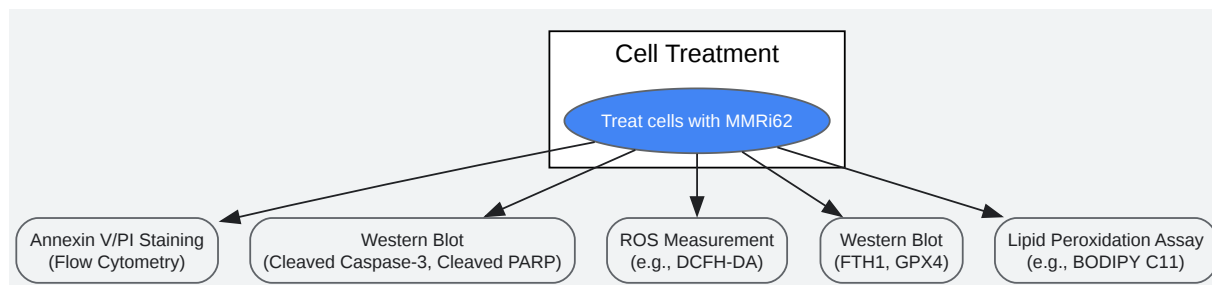 Cell Treatment
Treat cells with MMRi62
Annexin V/PI Staining
(Flow Cytometry)
Western Blot
(Cleaved Caspase-3, Cleaved PARP)
ROS Measurement
(e.g., DCFH-DA)
Western Blot
(FTH1, GPX4)
Lipid Peroxidation Assay
(e.g., BODIPY C11)